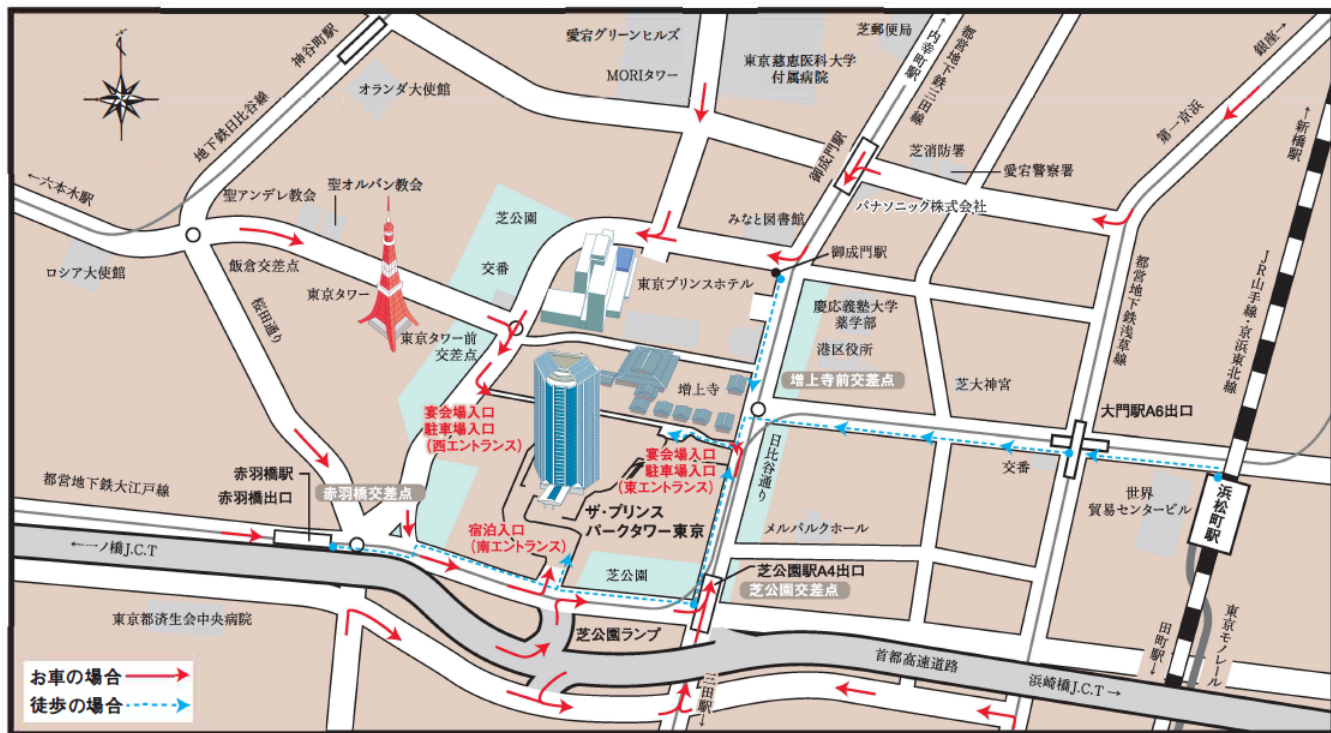 神谷町駅
愛宕グリーンヒルズ
MORIタワー
東京慈恵医科大学
付属病院
芝郵便局
←内幸町駅
都営地下鉄三田線
銀座→
第一京浜
←新橋駅
オランダ大使館
地下鉄日比谷線
←六本木駅
聖アンデレ教会
聖オルバン教会
芝公園
みなと図書館
御成門駅
芝消防署
愛宕警察署
パナソニック株式会社
ロシア大使館
飯倉交差点
東京タワー
交番
東京プリンスホテル
御成門駅
慶応義塾大学
薬学部
港区役所
都営地下鉄浅草線
JR山手線・京浜東北線
桜田通り
東京タワー前
交差点
増上寺
増上寺前交差点
芝大神宮
大門駅A6出口
宴会場入口
駐車場入口
(西エントランス)
宴会場入口
駐車場入口
(東エントランス)
日比谷通り
交番
世界
貿易センタービル
浜松町駅
都営地下鉄大江戸線
赤羽橋駅
赤羽橋出口
赤羽橋交差点
宿泊入口
(南エントランス)
ザ・プリンス
パークタワー東京
メルパルクホール
←一ノ橋J.C.T
芝公園
芝公園駅A4出口
芝公園交差点
東京都済生会中央病院
芝公園ランプ
首都高速道路
浜崎橋J.C.T→
三田駅→
田町駅→
東京モノレール
お車の場合
徒歩の場合